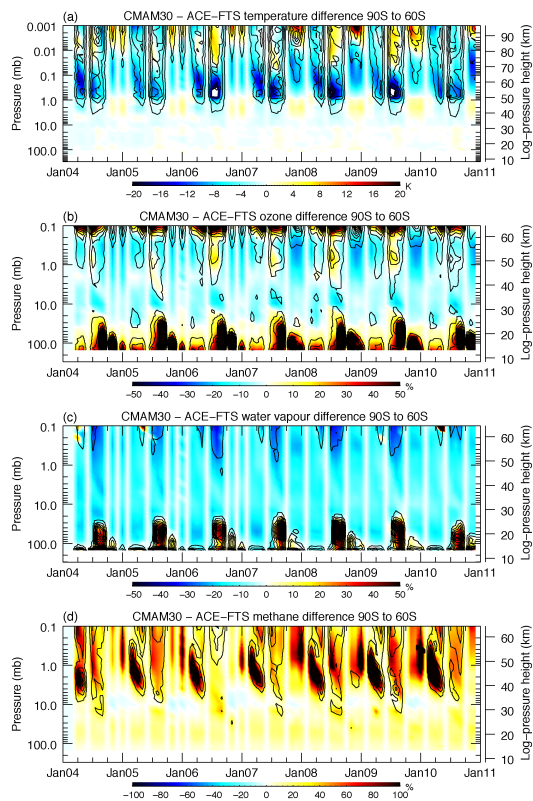 (a) CMAM30 − ACE−FTS temperature difference 90S to 60S
Pressure (mb)
0.001
0.01
0.1
1.0
10.0
100.0
90
80
70
60
50
40
30
20
10
Log−pressure height (km)
Jan04 Jan05 Jan06 Jan07 Jan08 Jan09 Jan10 Jan11
−20 −16 −12 −8 −4 0 4 8 12 16 20 K
(b) CMAM30 − ACE−FTS ozone difference 90S to 60S
Pressure (mb)
0.1
1.0
10.0
100.0
60
50
40
30
20
10
Log−pressure height (km)
Jan04 Jan05 Jan06 Jan07 Jan08 Jan09 Jan10 Jan11
−50 −40 −30 −20 −10 0 10 20 30 40 50 %
(c) CMAM30 − ACE−FTS water vapour difference 90S to 60S
Pressure (mb)
0.1
1.0
10.0
100.0
60
50
40
30
20
10
Log−pressure height (km)
Jan04 Jan05 Jan06 Jan07 Jan08 Jan09 Jan10 Jan11
−50 −40 −30 −20 −10 0 10 20 30 40 50 %
(d) CMAM30 − ACE−FTS methane difference 90S to 60S
Pressure (mb)
0.1
1.0
10.0
100.0
60
50
40
30
20
10
Log−pressure height (km)
Jan04 Jan05 Jan06 Jan07 Jan08 Jan09 Jan10 Jan11
−100 −80 −60 −40 −20 0 20 40 60 80 100 %